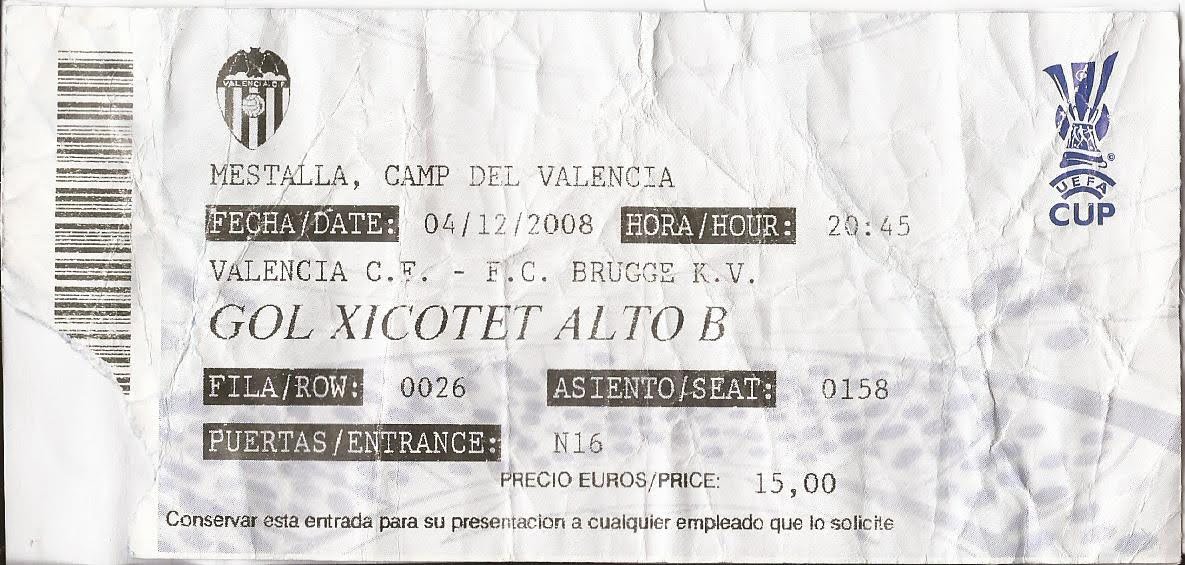 VALENCIA C.F
MESTALLA, CAMP DEL VALENCIA
FECHA/DATE: 04/12/2008 HORA/HOUR: 20:45
VALENCIA C.F. - F.C. BRUGGE K.V.
GOL XICOTET ALTO B
FILA/ROW: 0026 ASIENTO/SEAT: 0158
PUERTAS/ENTRANCE: N16
PRECIO EUROS/PRICE: 15,00
Conservar esta entrada para su presentacion a cualquier empleado que lo solicite
©
UEFA
CUP